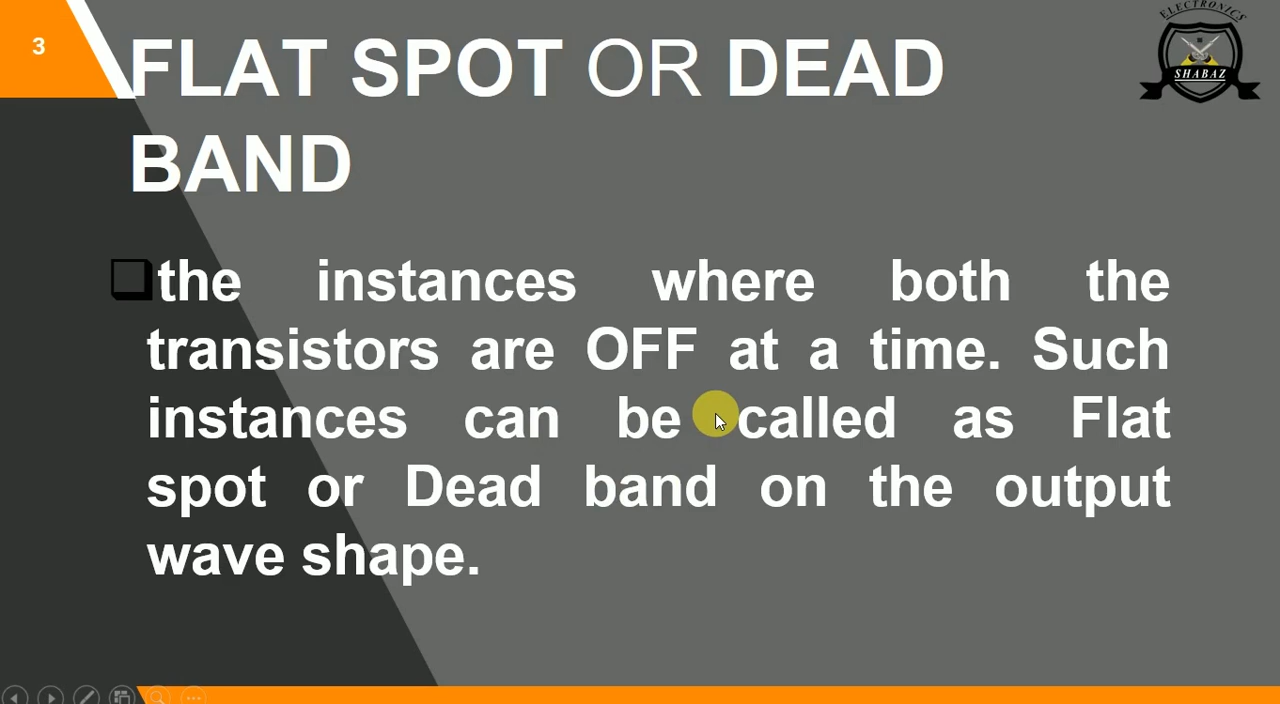 3
FLAT SPOT OR DEAD
BAND
ELECTRONICS
SHABAZ
the instances where both the
transistors are OFF at a time. Such
instances can be called as Flat
spot or Dead band on the output
wave shape.